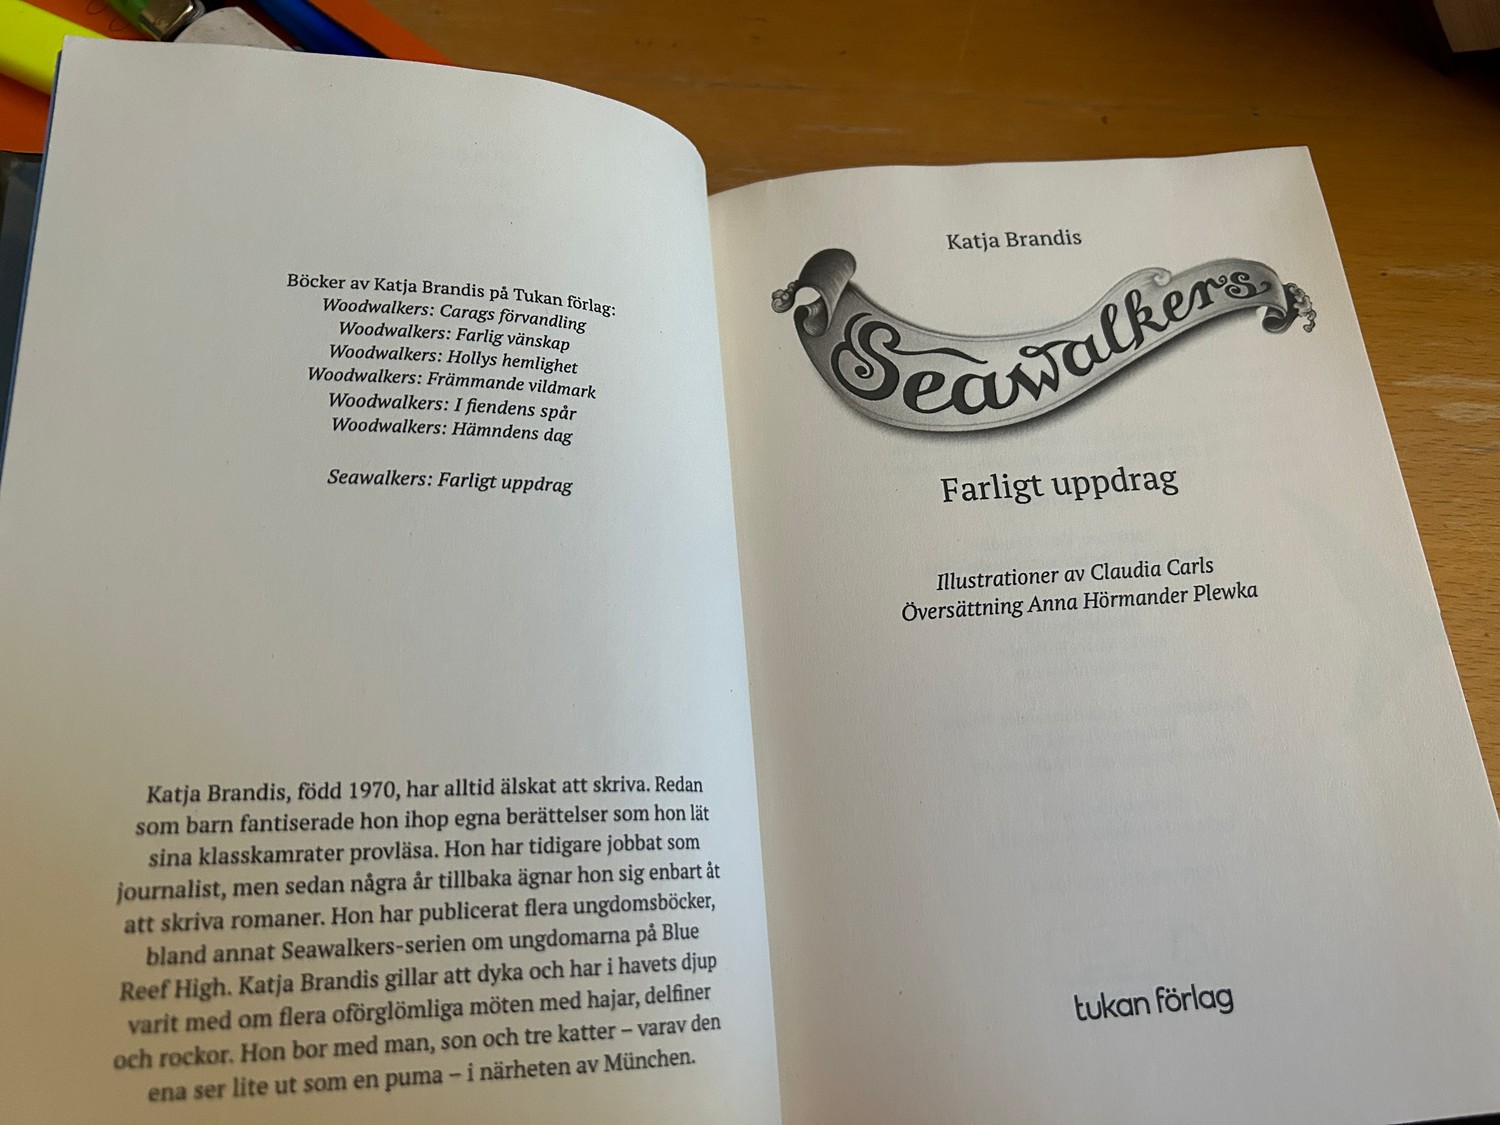 Böcker av Katja Brandis på Tukan förlag:
Woodwalkers: Carags förvandling
Woodwalkers: Farlig vänskap
Woodwalkers: Hollys hemlighet
Woodwalkers: Främmande vildmark
Woodwalkers: I fiendens spår
Woodwalkers: Hämndens dag
Seawalkers: Farligt uppdrag
Katja Brandis, född 1970, har alltid älskat att skriva. Redan
som barn fantiserade hon ihop egna berättelser som hon lät
sina klasskamrater provläsa. Hon har tidigare jobbat som
journalist, men sedan några år tillbaka ägnar hon sig enbart åt
att skriva romaner. Hon har publicerat flera ungdomsböcker,
bland annat Seawalkers-serien om ungdomarna på Blue
Reef High. Katja Brandis gillar att dyka och har i havets djup
varit med om flera oförglömliga möten med hajar, delfiner
och rockor. Hon bor med man, son och tre katter – varav den
ena ser lite ut som en puma – i närheten av München.
Katja Brandis
Seawalkers
Farligt uppdrag
Illustrationer av Claudia Carls
Översättning Anna Hörmander Plewka
tukan förlag